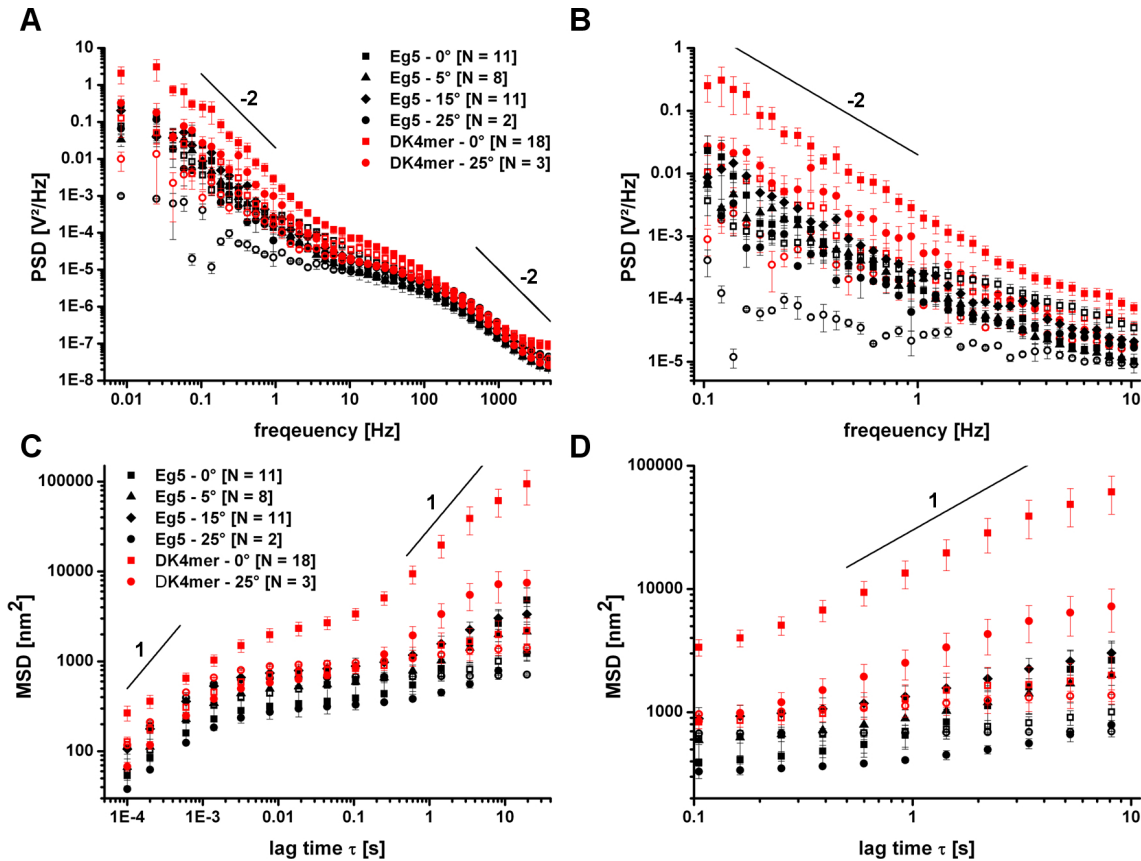 A
PSD [V²/Hz]
10
1
0.1
0.01
1E-3
1E-4
1E-5
1E-6
1E-7
1E-8
-2
-2
Eg5 - 0° [N = 11]
Eg5 - 5° [N = 8]
Eg5 - 15° [N = 11]
Eg5 - 25° [N = 2]
DK4mer - 0° [N = 18]
DK4mer - 25° [N = 3]
0.01 0.1 1 10 100 1000
freqeuency [Hz]
B
PSD [V²/Hz]
1
0.1
0.01
1E-3
1E-4
1E-5
-2
0.1 1 10
freqeuency [Hz]
C
MSD [nm²]
100000
10000
1000
100
Eg5 - 0° [N = 11]
Eg5 - 5° [N = 8]
Eg5 - 15° [N = 11]
Eg5 - 25° [N = 2]
DK4mer - 0° [N = 18]
DK4mer - 25° [N = 3]
1
1
1E-4 1E-3 0.01 0.1 1 10
lag time τ [s]
D
MSD [nm²]
100000
10000
1000
1
0.1 1 10
lag time τ [s]